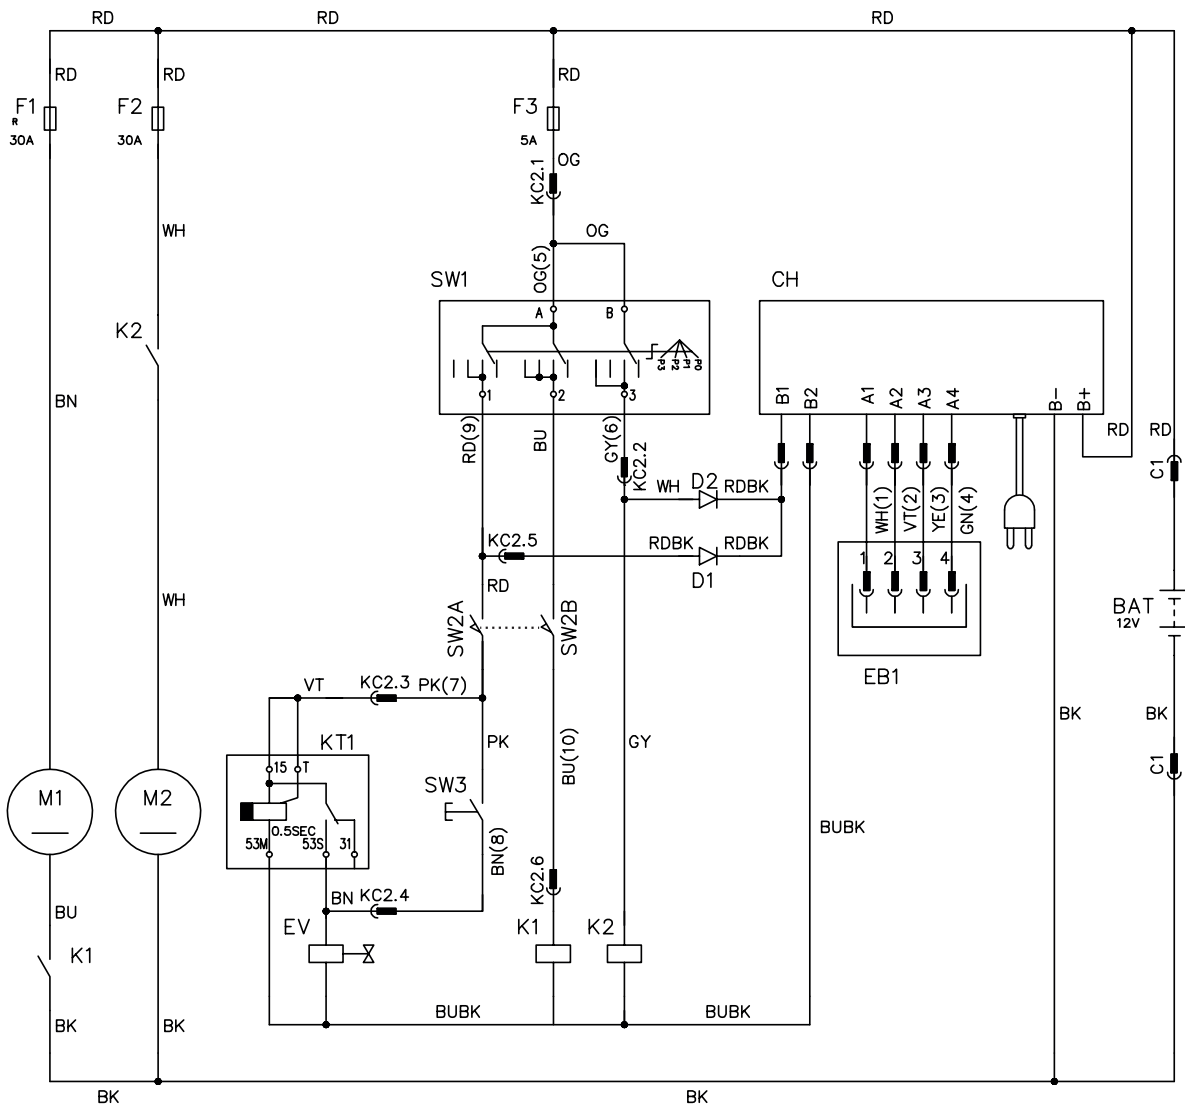 RD RD RD
RD RD RD
F1 F2 F3
R
30A 30A 5A
OG
KC2.1
WH OG
OG(5)
SW1 CH
A B
K2
P3 P2 P1 P0
1 2 3
B1 B2 A1 A2 A3 A4 B- B+
BN
RD(9) BU GY(6) KC2.2
RD RD
C1
WH D2 RDBK
WH(1) VT(2) YE(3) GN(4)
KC2.5 RDBK RDBK
D1
1 2 3 4
RD
WH
SW2A SW2B
BAT
12V
EB1
VT KC2.3 PK(7)
BK BK
KT1 PK BU(10) GY
15 T
C1
SW3
M1 M2
0.5SEC
53M 53S 31
BN(8)
BUBK
KC2.6
BN KC2.4
BU
EV K1 K2
K1
BUBK BUBK
BK BK
BK BK